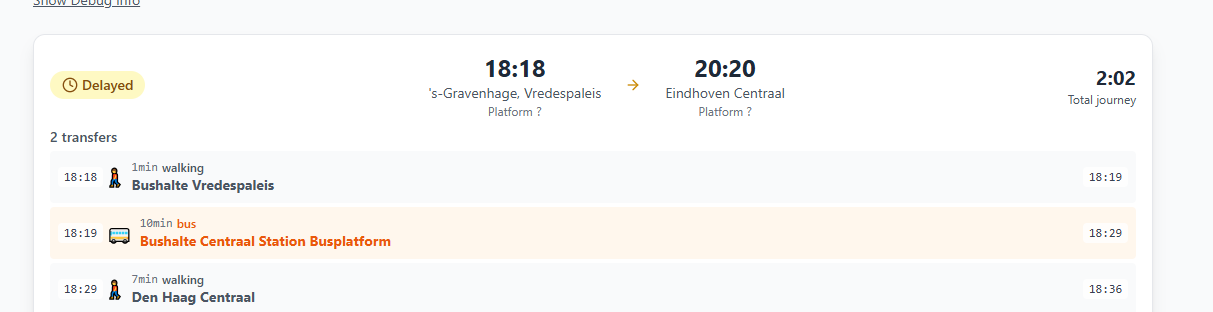 Show Debug Info
Delayed
18:18
's-Gravenhage, Vredespaleis
Platform ?
→
20:20
Eindhoven Centraal
Platform ?
2:02
Total journey
2 transfers
18:18
1min walking
Bushalte Vredespaleis
18:19
18:19
10min bus
Bushalte Centraal Station Busplatform
18:29
18:29
7min walking
Den Haag Centraal
18:36